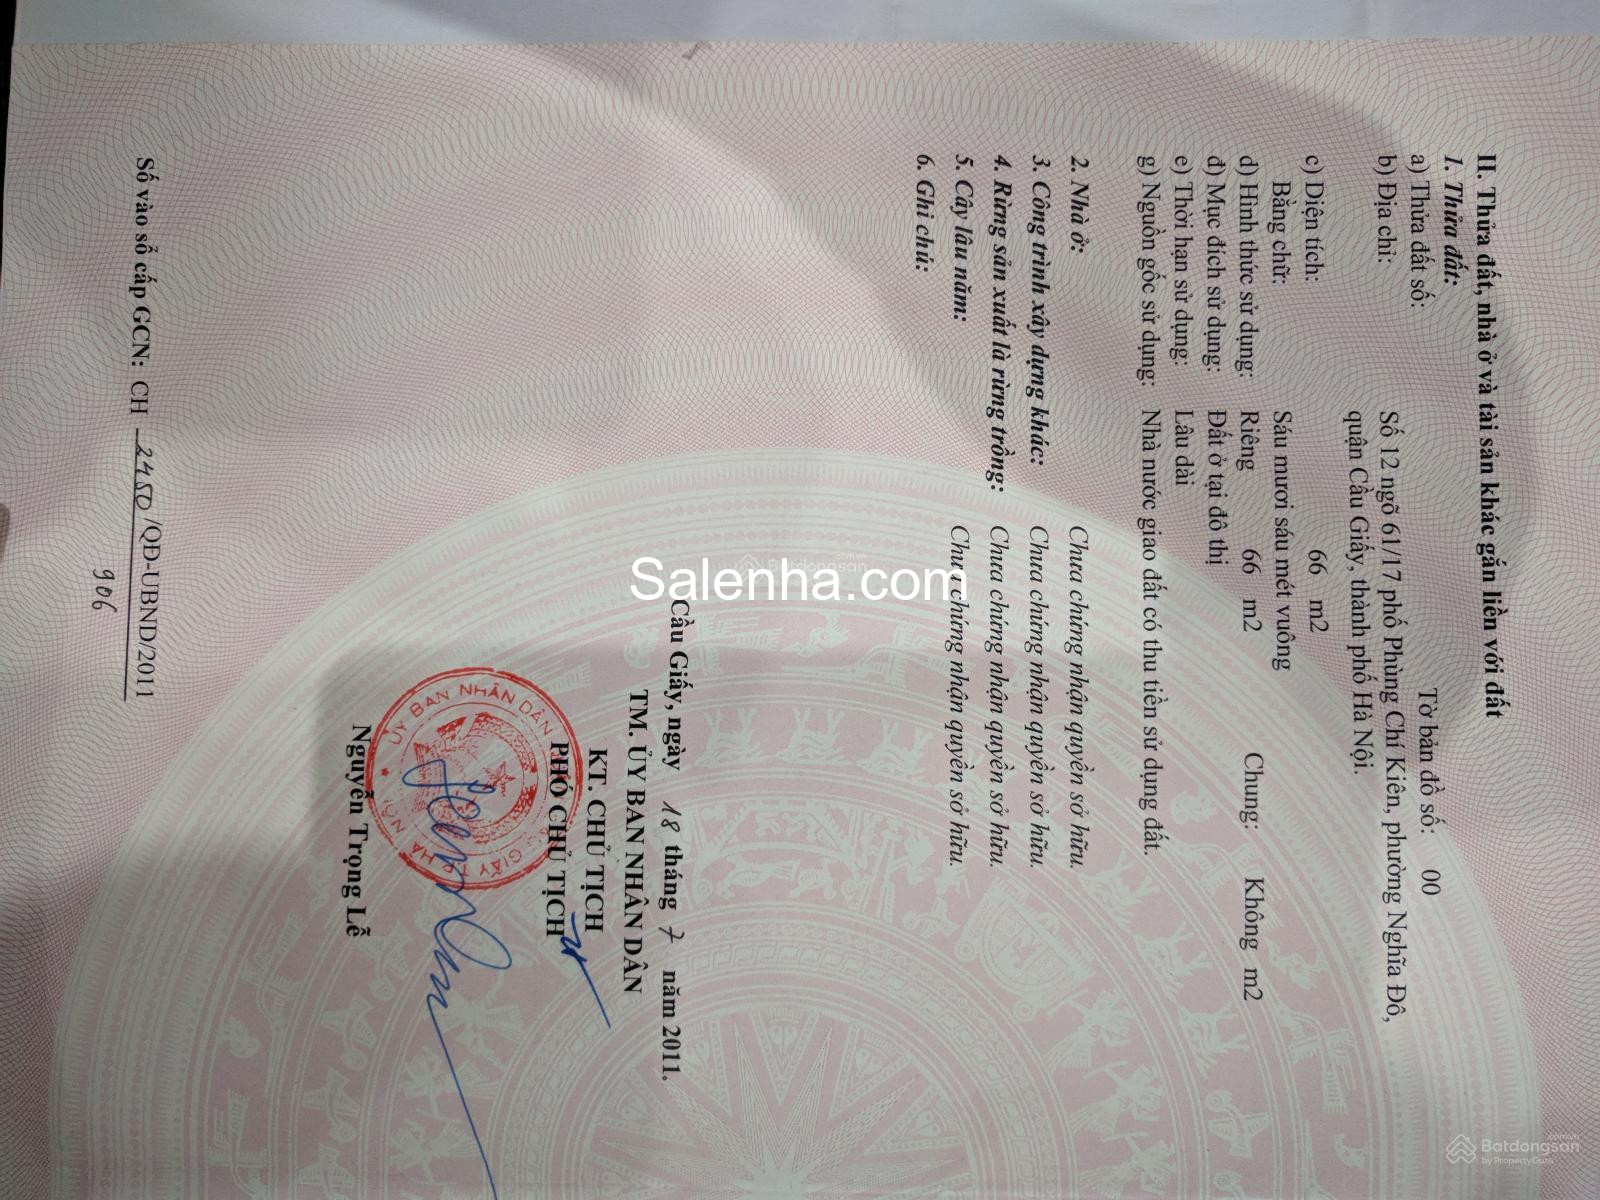 II. Thửa đất, nhà ở và tài sản khác gắn liền với đất
1. Thửa đất:
a) Thửa đất số: Tờ bản đồ số: 00
b) Địa chỉ: Số 12 ngõ 61/17 phố Phùng Chí Kiên, phường Nghĩa Đô,
quận Cầu Giấy, thành phố Hà Nội.
c) Diện tích: 66 m2
Bằng chữ: Sáu mươi sáu mét vuông
d) Hình thức sử dụng: Riêng 66 m2 Chung: Không m2
đ) Mục đích sử dụng: Đất ở tại đô thị
e) Thời hạn sử dụng: Lâu dài
g) Nguồn gốc sử dụng: Nhà nước giao đất có thu tiền sử dụng đất.
2. Nhà ở: Chưa chứng nhận quyền sở hữu.
3. Công trình xây dựng khác: Chưa chứng nhận quyền sở hữu.
4. Rừng sản xuất là rừng trồng: Chưa chứng nhận quyền sở hữu.
5. Cây lâu năm: Chưa chứng nhận quyền sở hữu.
6. Ghi chú:
Cầu Giấy, ngày 18 tháng 7 năm 2011.
TM. ỦY BAN NHÂN DÂN
KT. CHỦ TỊCH
PHÓ CHỦ TỊCH
ỦY BAN NHÂN DÂN
Nguyễn Trọng Lễ
Số vào sổ cấp GCN: CH 2450 /QĐ-UBND/2011
906
Salenha.com
Batdongsan
Batdongsan
.com.vn
by PropertyGuru